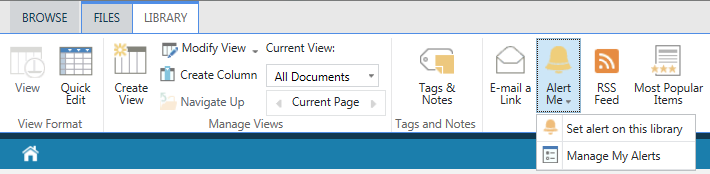 BROWSE FILES LIBRARY
View
Quick Edit
View Format
Create View
Modify View
Create Column
Navigate Up
Current View:
All Documents
Current Page
Manage Views
Tags & Notes
Tags and Notes
E-mail a Link
Alert Me
RSS Feed
Most Popular Items
Set alert on this library
Manage My Alerts